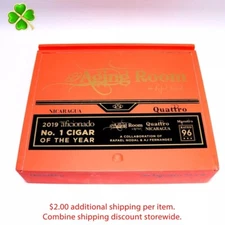 Aging Room
NICARAGUA
Quattro
2019 aficionado
No. 1 CIGAR
OF THE YEAR
Aging Room
Quattro
NICARAGUA
A COLLABORATION OF
RAFAEL NODAL & AJ FERNANDEZ
96
$2.00 additional shipping per item.
Combine shipping discount storewide.